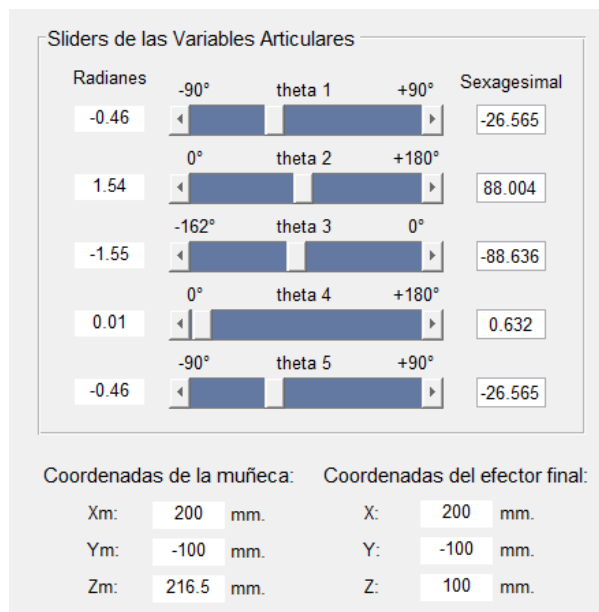 Sliders de las Variables Articulares
Radianes -90° theta 1 +90° Sexagesimal
-0.46 -26.565
0° theta 2 +180°
1.54 88.004
-162° theta 3 0°
-1.55 -88.636
0° theta 4 +180°
0.01 0.632
-90° theta 5 +90°
-0.46 -26.565
Coordenadas de la muñeca: Coordenadas del efector final:
Xm: 200 mm. X: 200 mm.
Ym: -100 mm. Y: -100 mm.
Zm: 216.5 mm. Z: 100 mm.